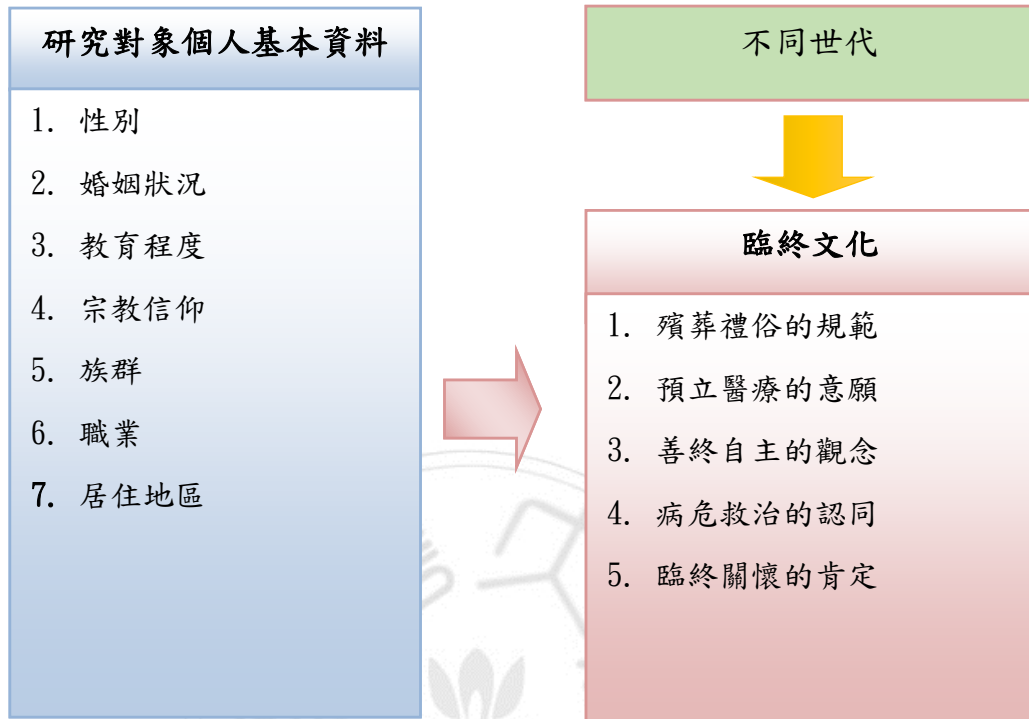 研究對象個人基本資料
1. 性別
2. 婚姻狀況
3. 教育程度
4. 宗教信仰
5. 族群
6. 職業
7. 居住地區
不同世代
臨終文化
1. 殯葬禮俗的規範
2. 預立醫療的意願
3. 善終自主的觀念
4. 病危救治的認同
5. 臨終關懷的肯定